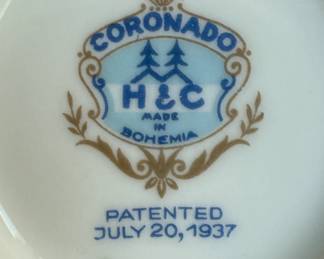 CORONADO
H & C
MADE
IN
BOHEMIA
PATENTED
JULY 20, 1937